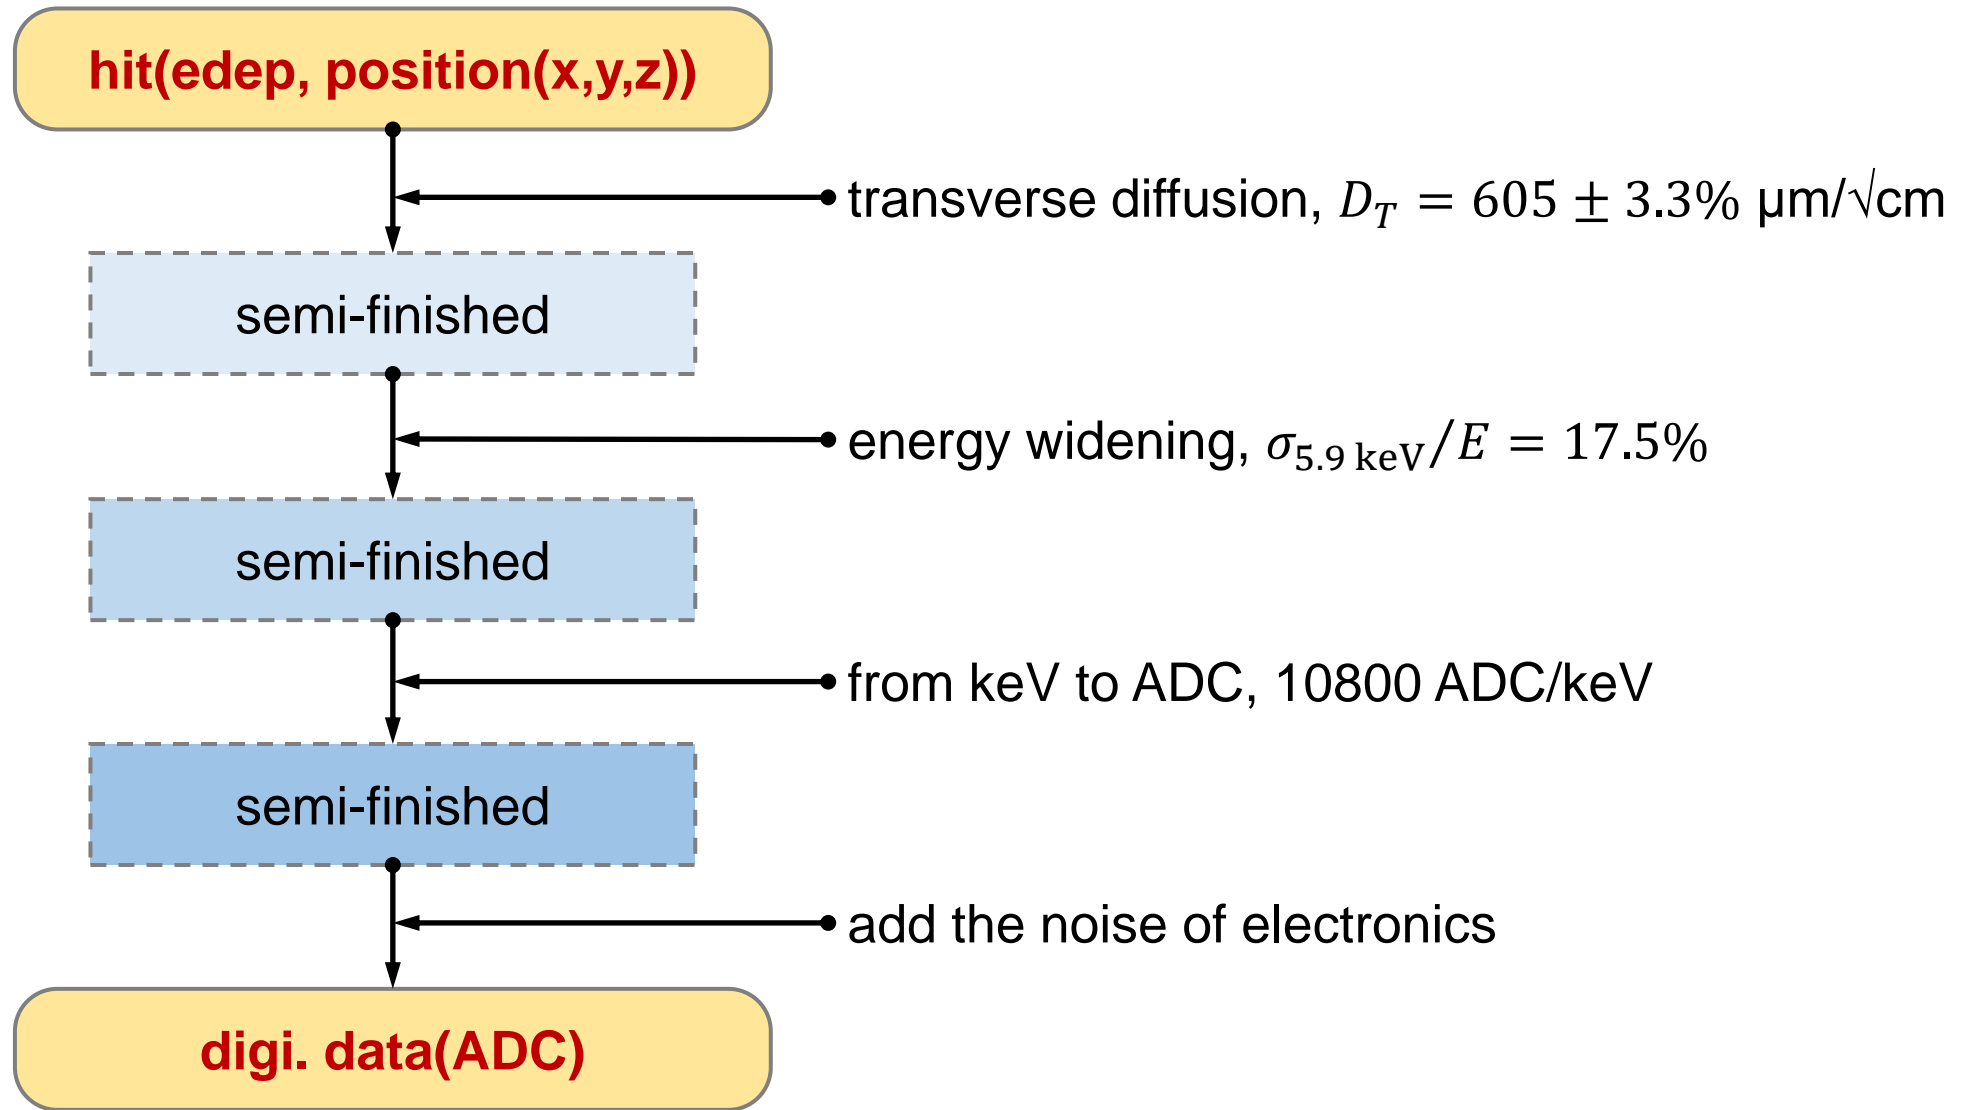 hit(edep, position(x,y,z))
transverse diffusion, D_T = 605 ± 3.3% µm/√cm
semi-finished
energy widening, σ_{5.9 keV}/E = 17.5%
semi-finished
from keV to ADC, 10800 ADC/keV
semi-finished
add the noise of electronics
digi. data(ADC)